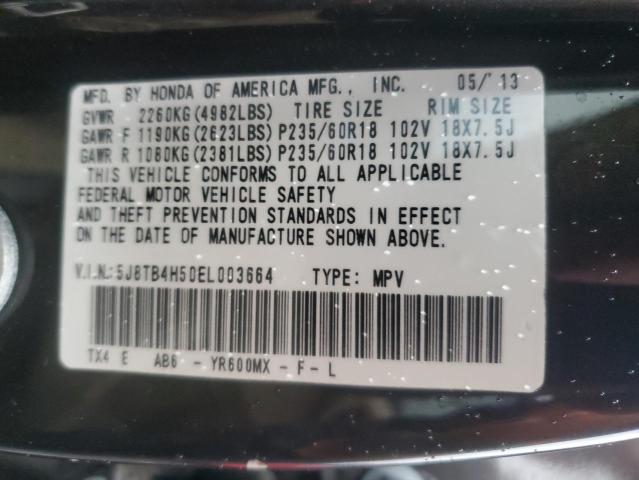 MFD. BY HONDA OF AMERICA MFG., INC. 05/'13
GVWR 2260KG(4982LBS) TIRE SIZE RIM SIZE
GAWR F 1190KG(2623LBS) P235/60R18 102V 18X7.5J
GAWR R 1080KG(2381LBS) P235/60R18 102V 18X7.5J
THIS VEHICLE CONFORMS TO ALL APPLICABLE
FEDERAL MOTOR VEHICLE SAFETY
AND THEFT PREVENTION STANDARDS IN EFFECT
ON THE DATE OF MANUFACTURE SHOWN ABOVE.
V.I.N.:5J8TB4H50EL003664 TYPE: MPV
TX4 E AB6 - YR600MX - F - L